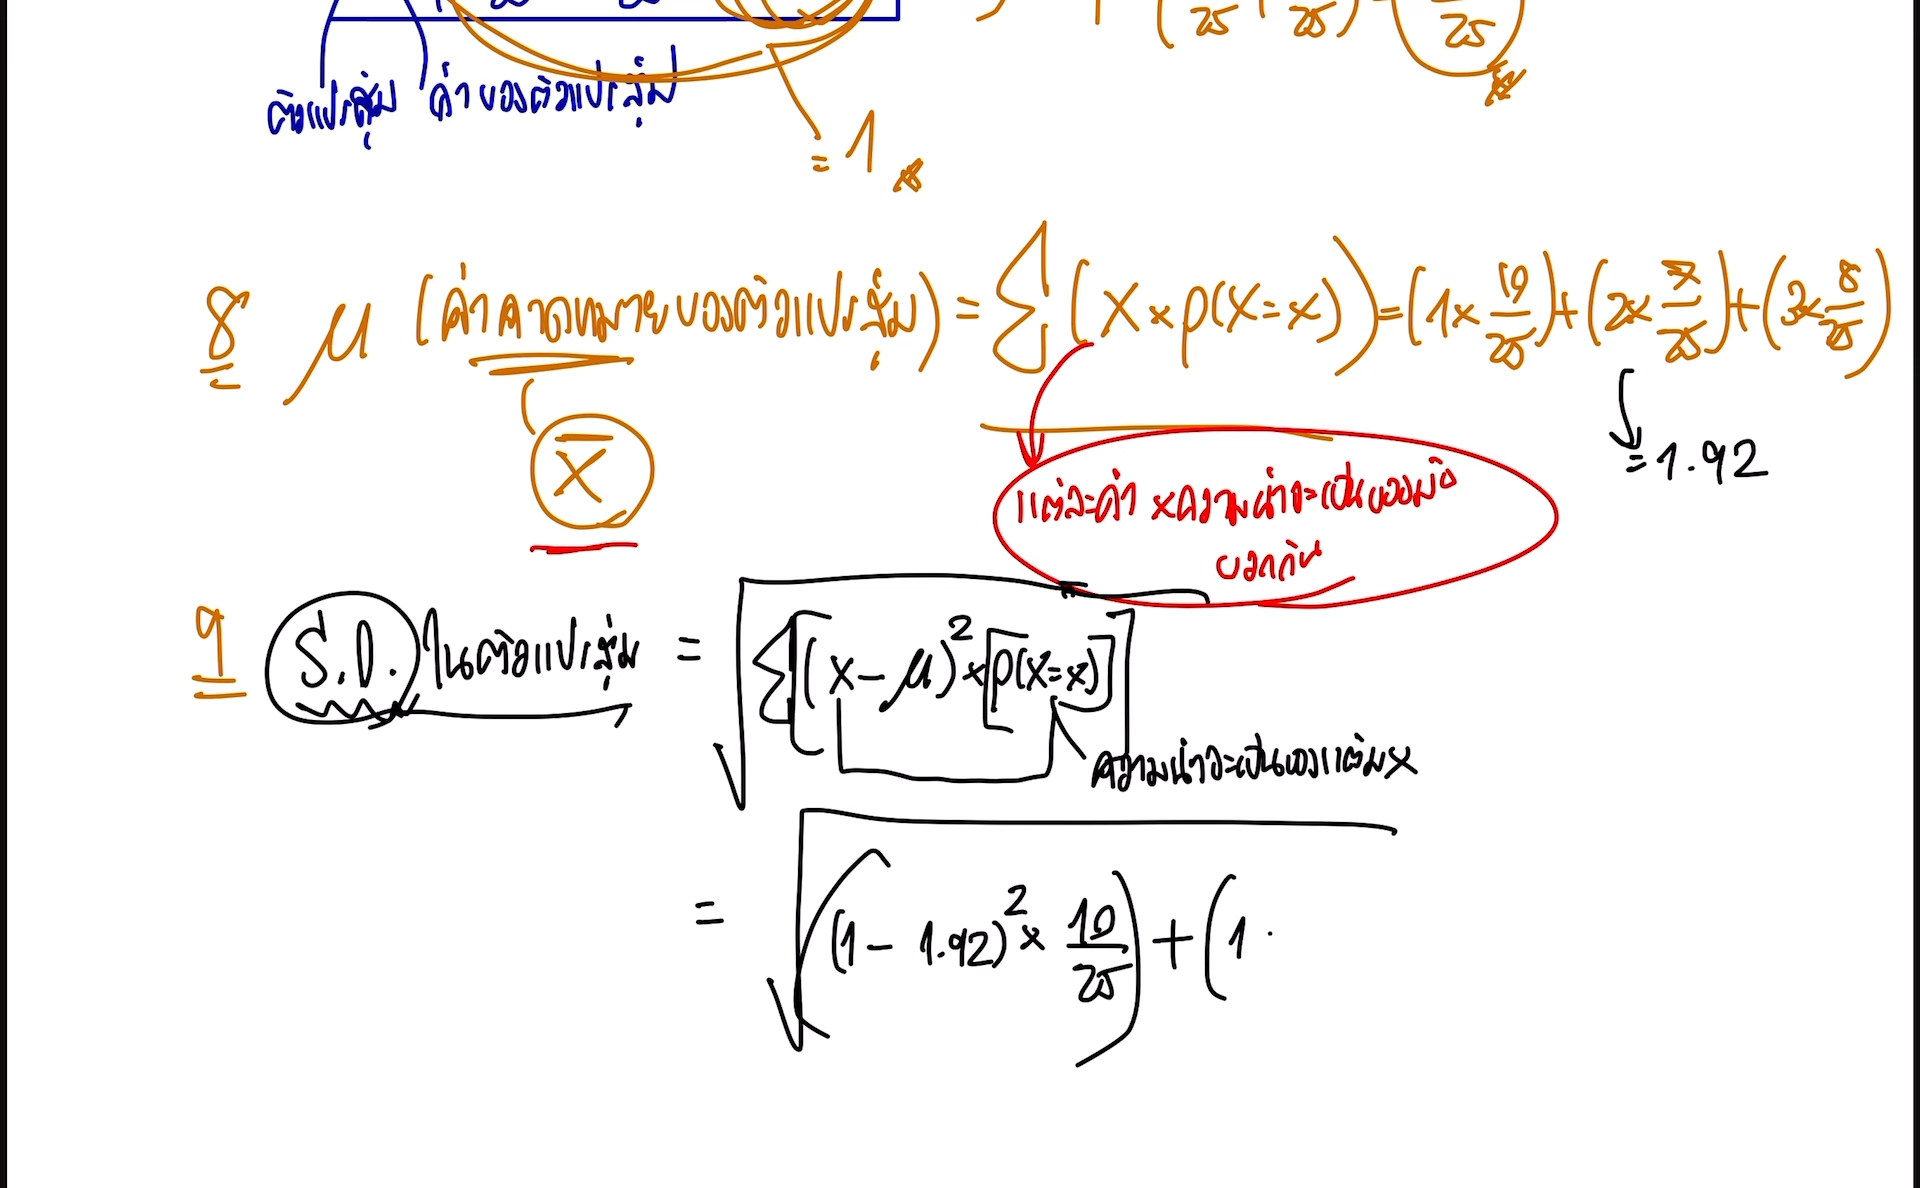 25 25 25
ตัวแปรสุ่ม ค่าของตัวแปรสุ่ม
= 1
8 μ (ค่าคาดหมายของตัวแปรสุ่ม) = Σ(X × P(X=x)) = (1×10/25)+(2×7/25)+(3×8/25)
= 1.92
X̄
แต่ละค่า ×ความน่าจะเป็นของมัน
บวกกัน
9 S.D. ในตัวแปรสุ่ม = √Σ[(x-μ)²×[P(X=x)]]
ความน่าจะเป็นของแต้ม x
= √((1-1.92)²×10/25)+(1.